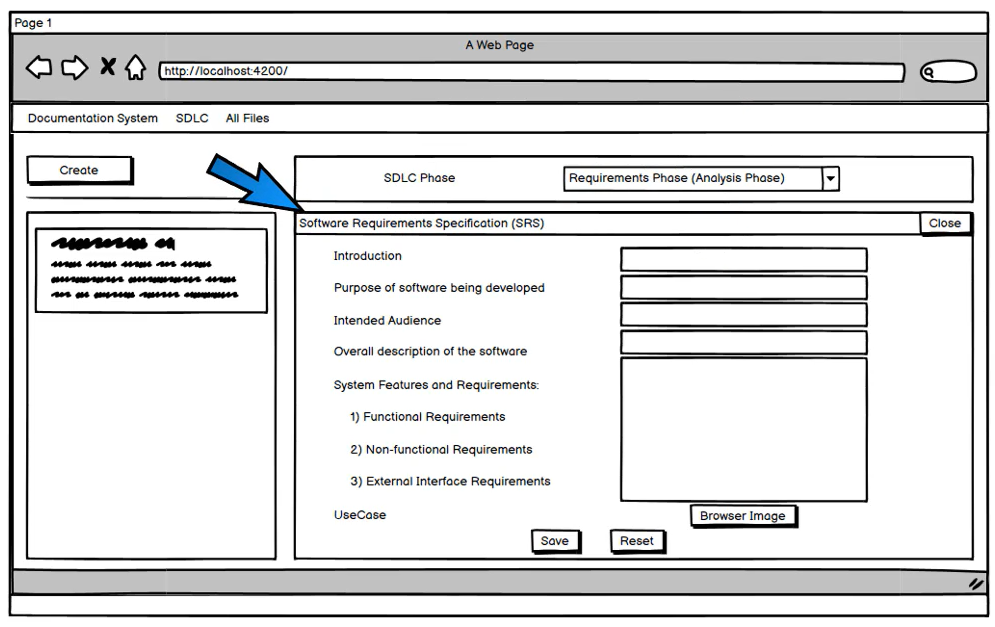 Page 1
A Web Page
http://localhost:4200/
Documentation System SDLC All Files
Create
SDLC Phase Requirements Phase (Analysis Phase)
Software Requirements Specification (SRS) Close
Introduction
Purpose of software being developed
Intended Audience
Overall description of the software
System Features and Requirements:
1) Functional Requirements
2) Non-functional Requirements
3) External Interface Requirements
UseCase Browser Image
Save Reset